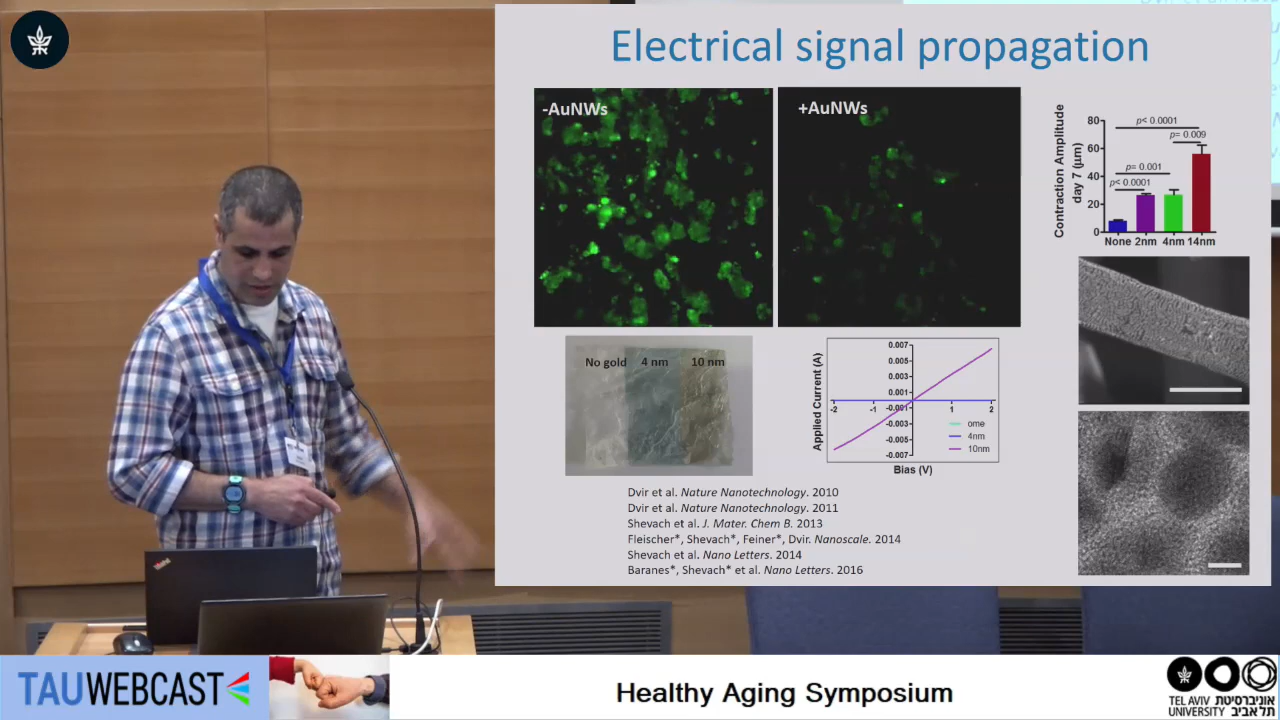 Electrical signal propagation
-AuNWs
+AuNWs
Contraction Amplitude
day 7 (µm)
80
60
40
20
0
p< 0.0001
p= 0.009
p= 0.001
p< 0.0001
None 2nm 4nm 14nm
No gold 4 nm 10 nm
Applied Current (A)
0.007
0.005
0.003
0.001
-0.001
-0.003
-0.005
-0.007
-2 -1 1 2
ome
4nm
10nm
Bias (V)
Dvir et al. Nature Nanotechnology. 2010
Dvir et al. Nature Nanotechnology. 2011
Shevach et al. J. Mater. Chem B. 2013
Fleischer*, Shevach*, Feiner*, Dvir. Nanoscale. 2014
Shevach et al. Nano Letters. 2014
Baranes*, Shevach* et al. Nano Letters. 2016
TAUWEBCAST
Healthy Aging Symposium
TEL AVIV אוניברסיטת
UNIVERSITY תל אביב